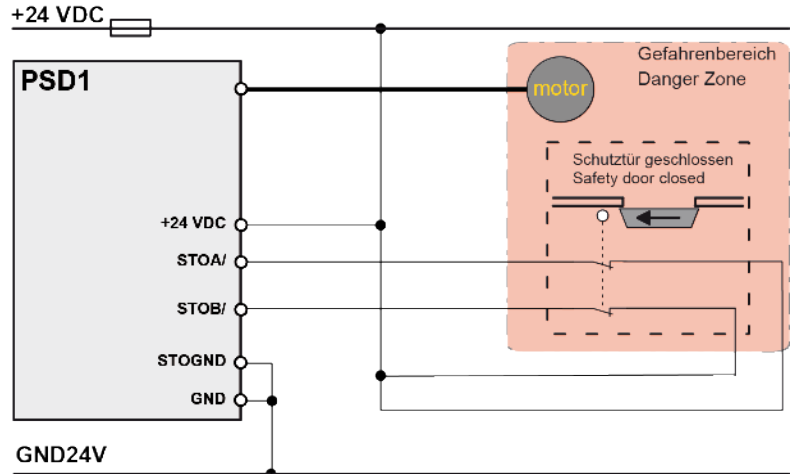 +24 VDC
PSD1
motor
Gefahrenbereich
Danger Zone
Schutztür geschlossen
Safety door closed
+24 VDC
STOA/
STOB/
STOGND
GND
GND24V